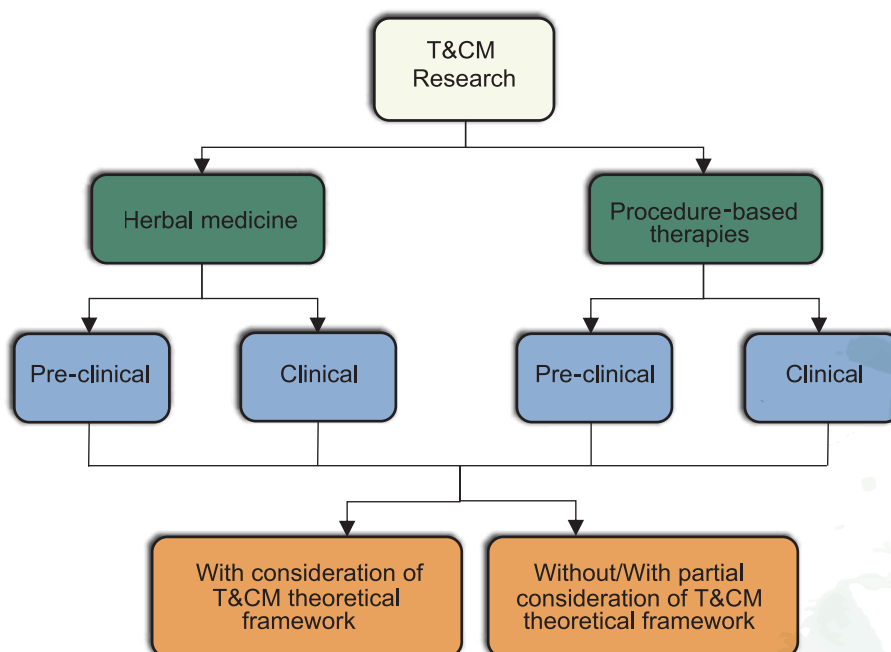 T&CM
Research
Herbal medicine
Procedure-based
therapies
Pre-clinical
Clinical
Pre-clinical
Clinical
With consideration of
T&CM theoretical
framework
Without/With partial
consideration of T&CM
theoretical framework